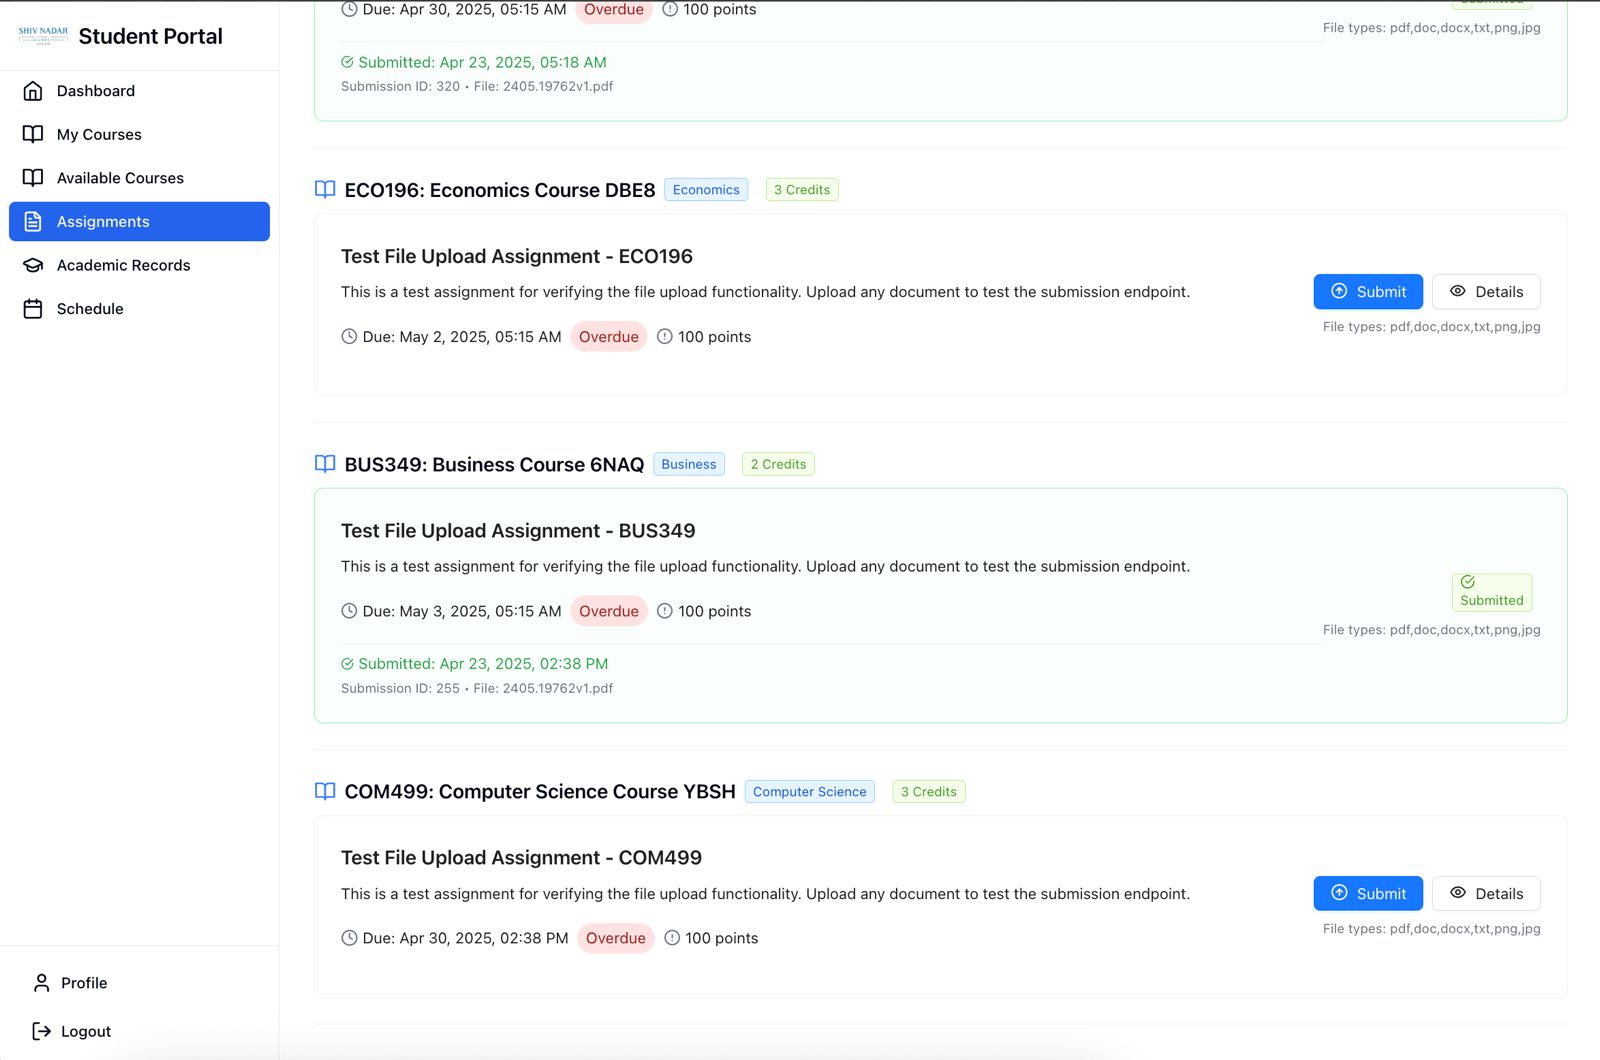 SHIV NADAR
Student Portal
Dashboard
My Courses
Available Courses
Assignments
Academic Records
Schedule
Profile
Logout
Due: Apr 30, 2025, 05:15 AM Overdue 100 points
File types: pdf,doc,docx,txt,png,jpg
Submitted: Apr 23, 2025, 05:18 AM
Submission ID: 320 • File: 2405.19762v1.pdf
ECO196: Economics Course DBE8 Economics 3 Credits
Test File Upload Assignment - ECO196
This is a test assignment for verifying the file upload functionality. Upload any document to test the submission endpoint.
Submit Details
File types: pdf,doc,docx,txt,png,jpg
Due: May 2, 2025, 05:15 AM Overdue 100 points
BUS349: Business Course 6NAQ Business 2 Credits
Test File Upload Assignment - BUS349
This is a test assignment for verifying the file upload functionality. Upload any document to test the submission endpoint.
Submitted
Due: May 3, 2025, 05:15 AM Overdue 100 points
File types: pdf,doc,docx,txt,png,jpg
Submitted: Apr 23, 2025, 02:38 PM
Submission ID: 255 • File: 2405.19762v1.pdf
COM499: Computer Science Course YBSH Computer Science 3 Credits
Test File Upload Assignment - COM499
This is a test assignment for verifying the file upload functionality. Upload any document to test the submission endpoint.
Submit Details
File types: pdf,doc,docx,txt,png,jpg
Due: Apr 30, 2025, 02:38 PM Overdue 100 points